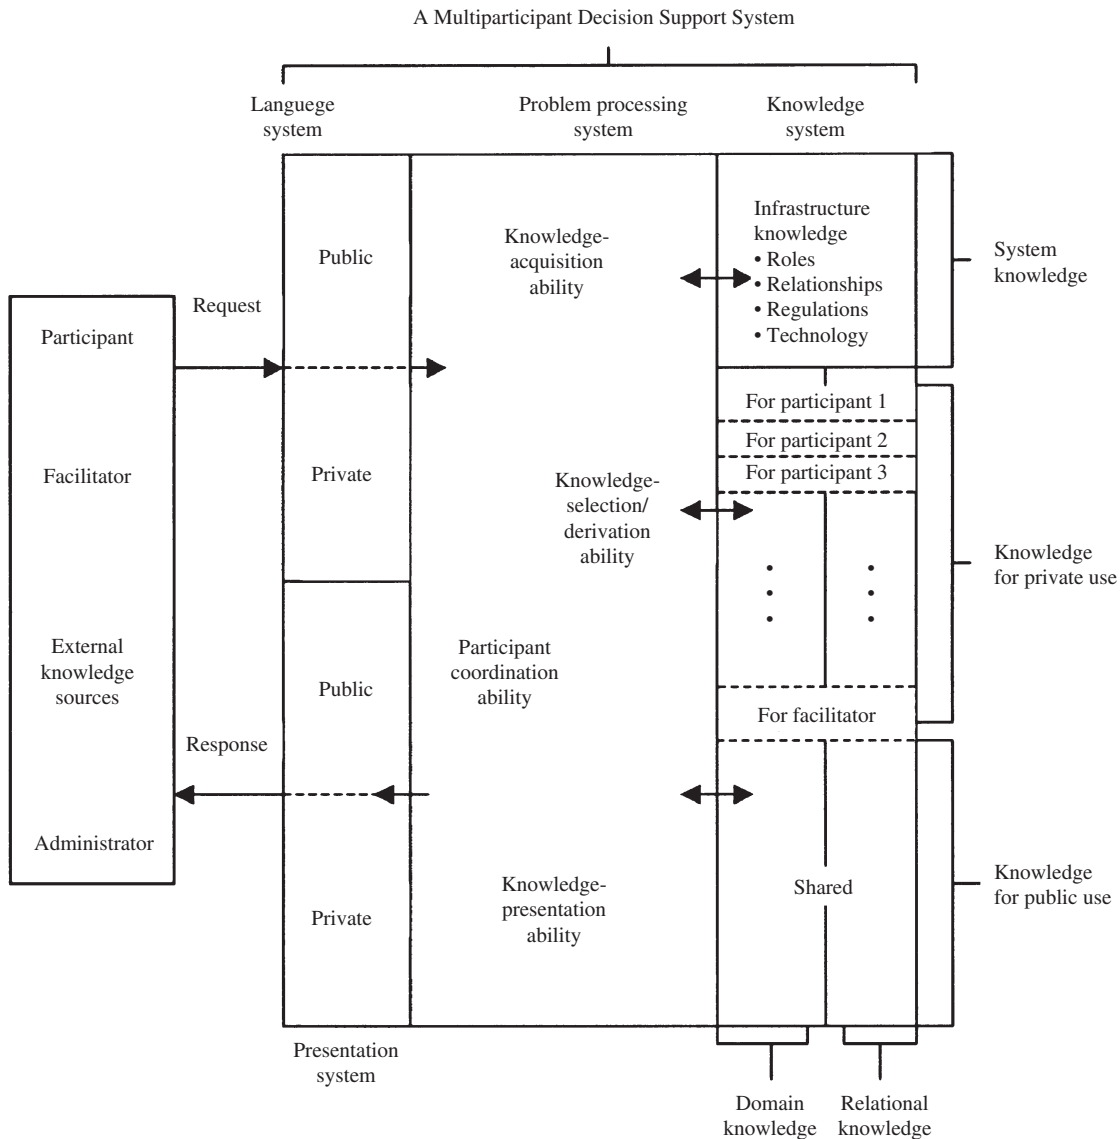 A Multiparticipant Decision Support System
Languege
system
Problem processing
system
Knowledge
system
Participant
Facilitator
External
knowledge
sources
Administrator
Request
Response
Public
Private
Public
Private
Presentation
system
Knowledge-
acquisition
ability
Knowledge-
selection/
derivation
ability
Participant
coordination
ability
Knowledge-
presentation
ability
Infrastructure
knowledge
• Roles
• Relationships
• Regulations
• Technology
For participant 1
For participant 2
For participant 3
For facilitator
Shared
System
knowledge
Knowledge
for private use
Knowledge
for public use
Domain
knowledge
Relational
knowledge